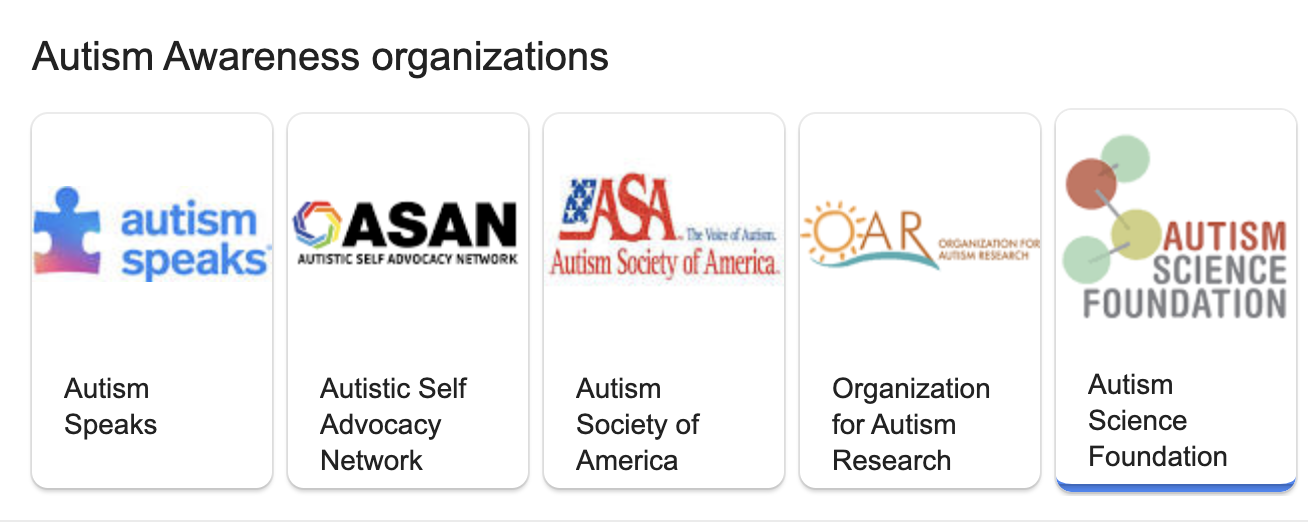 Autism Awareness organizations
autism
speaks
ASAN
AUTISTIC SELF ADVOCACY NETWORK
ASA
The Voice of Autism.
Autism Society of America
OAR
ORGANIZATION FOR
AUTISM RESEARCH
AUTISM
SCIENCE
FOUNDATION
Autism
Speaks
Autistic Self
Advocacy
Network
Autism
Society of
America
Organization
for Autism
Research
Autism
Science
Foundation